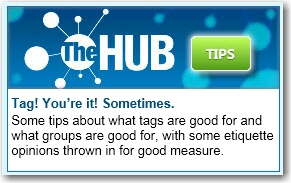 The HUB
TIPS
Tag! You're it! Sometimes.
Some tips about what tags are good for and
what groups are good for, with some etiquette
opinions thrown in for good measure.